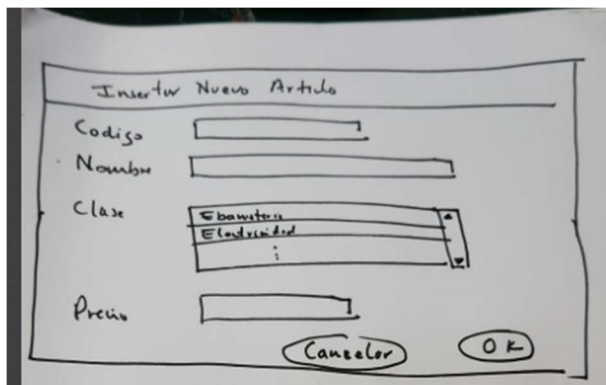 Insertar Nuevo Articulo
Codigo
Nombre
Clase
Ebanisteria
Electricidad
⋮
Precio
Cancelar
OK